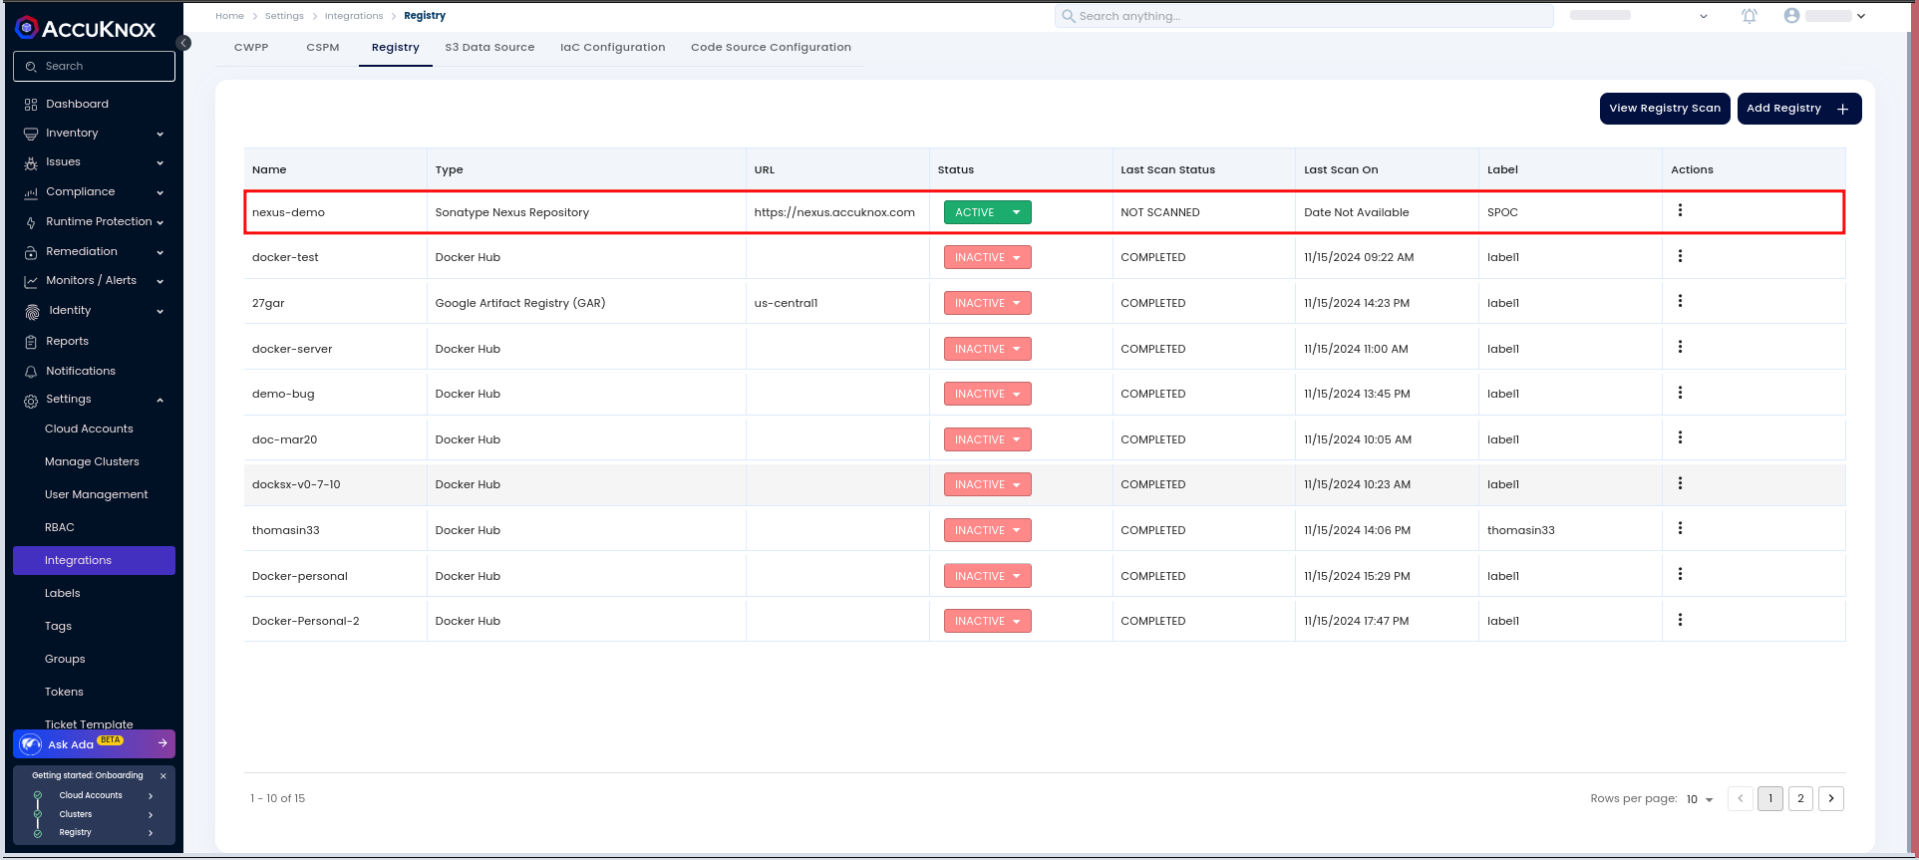 ACCUKNOX
Search
Dashboard
Inventory
Issues
Compliance
Runtime Protection
Remediation
Monitors / Alerts
Identity
Reports
Notifications
Settings
Cloud Accounts
Manage Clusters
User Management
RBAC
Integrations
Labels
Tags
Groups
Tokens
Ticket Template
Ask Ada BETA
Getting started: Onboarding ×
Cloud Accounts
Clusters
Registry
Home > Settings > Integrations > Registry
Search anything...
CWPP CSPM Registry S3 Data Source IaC Configuration Code Source Configuration
View Registry Scan Add Registry +
Name Type URL Status Last Scan Status Last Scan On Label Actions
nexus-demo Sonatype Nexus Repository https://nexus.accuknox.com ACTIVE NOT SCANNED Date Not Available SPOC
docker-test Docker Hub INACTIVE COMPLETED 11/15/2024 09:22 AM label1
27gar Google Artifact Registry (GAR) us-central1 INACTIVE COMPLETED 11/15/2024 14:23 PM label1
docker-server Docker Hub INACTIVE COMPLETED 11/15/2024 11:00 AM label1
demo-bug Docker Hub INACTIVE COMPLETED 11/15/2024 13:45 PM label1
doc-mar20 Docker Hub INACTIVE COMPLETED 11/15/2024 10:05 AM label1
docksx-v0-7-10 Docker Hub INACTIVE COMPLETED 11/15/2024 10:23 AM label1
thomasin33 Docker Hub INACTIVE COMPLETED 11/15/2024 14:06 PM thomasin33
Docker-personal Docker Hub INACTIVE COMPLETED 11/15/2024 15:29 PM label1
Docker-Personal-2 Docker Hub INACTIVE COMPLETED 11/15/2024 17:47 PM label1
1 - 10 of 15
Rows per page: 10 < 1 2 >